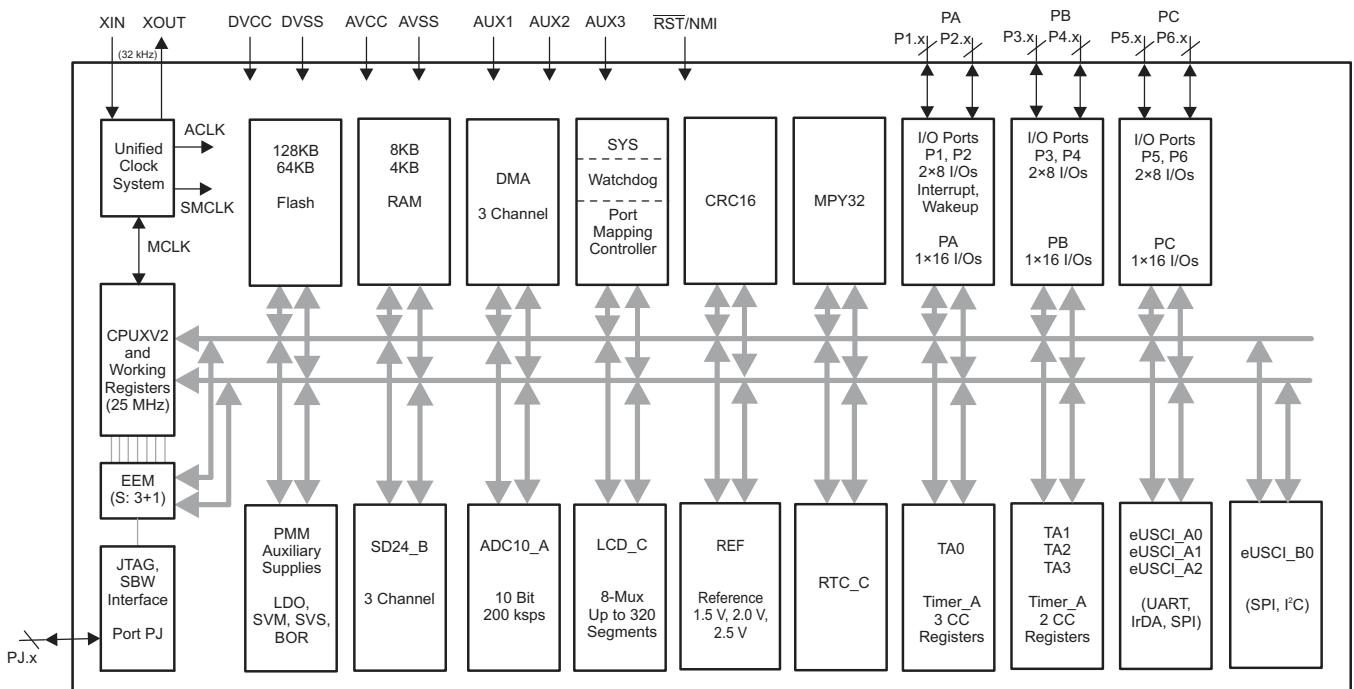 XIN
XOUT
(32 kHz)
DVCC
DVSS
AVCC
AVSS
AUX1
AUX2
AUX3
RST/NMI
PA
P1.x
P2.x
PB
P3.x
P4.x
PC
P5.x
P6.x
Unified
Clock
System
ACLK
SMCLK
MCLK
128KB
64KB
Flash
8KB
4KB
RAM
DMA
3 Channel
SYS
Watchdog
Port
Mapping
Controller
CRC16
MPY32
I/O Ports
P1, P2
2×8 I/Os
Interrupt,
Wakeup
PA
1×16 I/Os
I/O Ports
P3, P4
2×8 I/Os
PB
1×16 I/Os
I/O Ports
P5, P6
2×8 I/Os
PC
1×16 I/Os
CPUXV2
and
Working
Registers
(25 MHz)
EEM
(S: 3+1)
JTAG,
SBW
Interface
Port PJ
PJ.x
PMM
Auxiliary
Supplies
LDO,
SVM, SVS,
BOR
SD24_B
3 Channel
ADC10_A
10 Bit
200 ksps
LCD_C
8-Mux
Up to 320
Segments
REF
Reference
1.5 V, 2.0 V,
2.5 V
RTC_C
TA0
Timer_A
3 CC
Registers
TA1
TA2
TA3
Timer_A
2 CC
Registers
eUSCI_A0
eUSCI_A1
eUSCI_A2
(UART,
IrDA, SPI)
eUSCI_B0
(SPI, I²C)